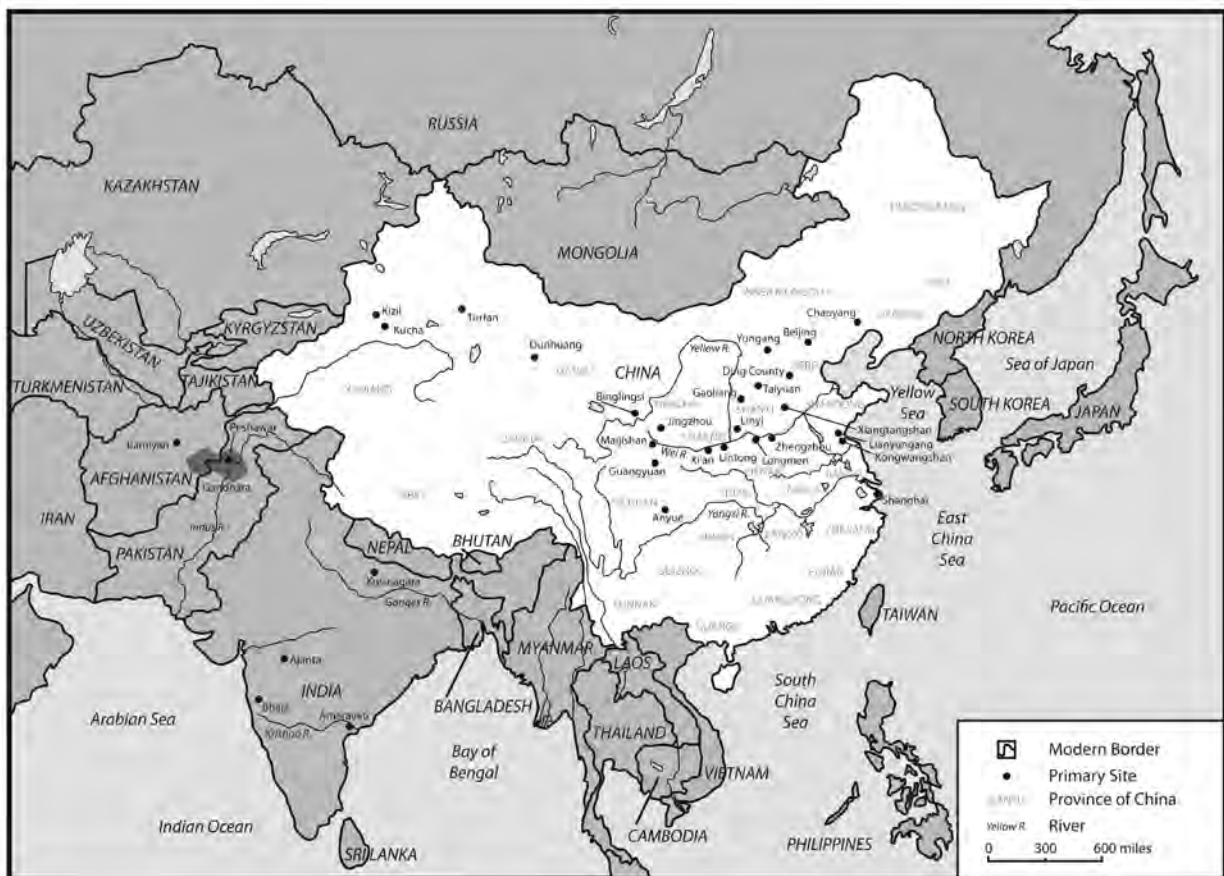 RUSSIA
KAZAKHSTAN
MONGOLIA
Kizil
Kucha
Turfan
Dunhuang
KYRGYZSTAN
UZBEKISTAN
TAJIKISTAN
TURKMENISTAN
Chaoyang
Yungang
Beijing
Yellow R.
CHINA
Ding County
Taiyuan
Gaoliang
Binglingsi
Jingzhou
Linyi
Maijishan
Wei R.
Xi'an
Lintong
Longmen
Zhengzhou
Xiangtangshan
Lianyungang
Kongwangshan
Guangyuan
Anyue
Yangzi R.
Shanghai
NORTH KOREA
SOUTH KOREA
Sea of Japan
Yellow
Sea
JAPAN
Peshawar
Bamiyan
AFGHANISTAN
Gandhara
IRAN
Indus R.
PAKISTAN
NEPAL
BHUTAN
Kusinagara
Ganges R.
East
China
Sea
Pacific Ocean
TAIWAN
Ajanta
INDIA
Bhaja
Amaravati
Krishna R.
BANGLADESH
MYANMAR
LAOS
THAILAND
VIETNAM
CAMBODIA
South
China
Sea
PHILIPPINES
Arabian Sea
Bay of
Bengal
Indian Ocean
SRI LANKA
Modern Border
Primary Site
Province of China
Yellow R.
River
0 300 600 miles